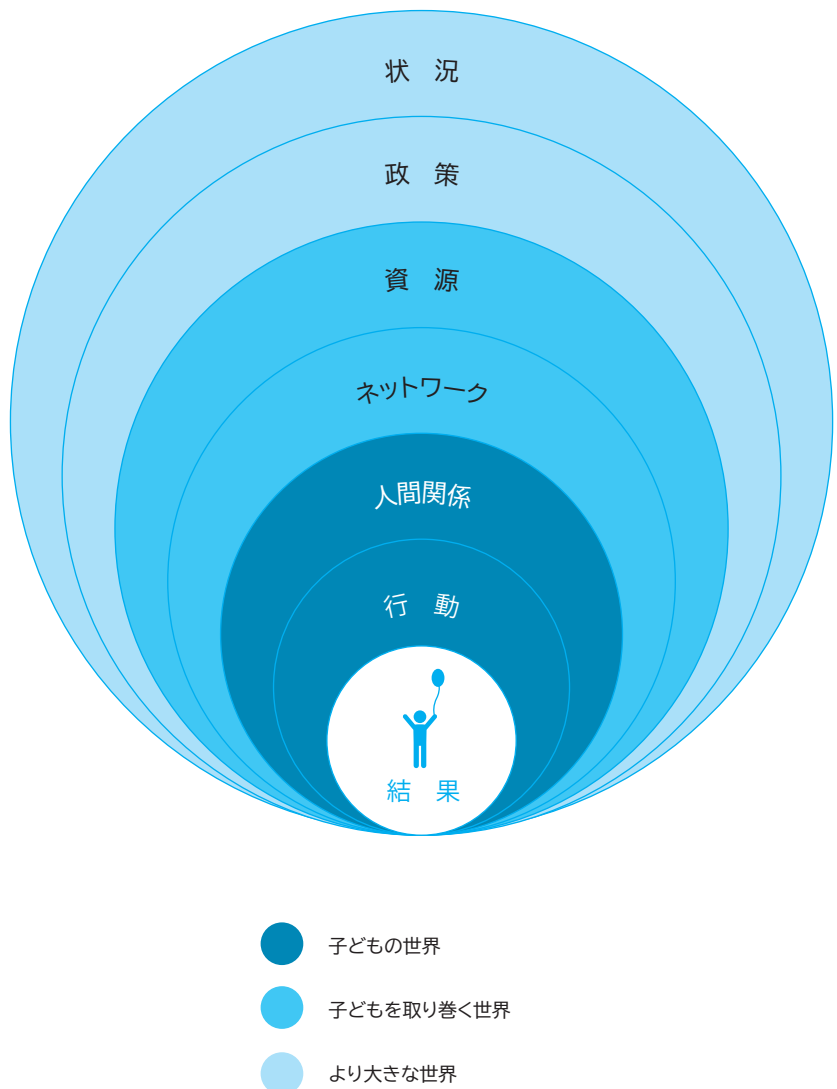 状　況
政　策
資　源
ネットワーク
人間関係
行　動
結　果
子どもの世界
子どもを取り巻く世界
より大きな世界